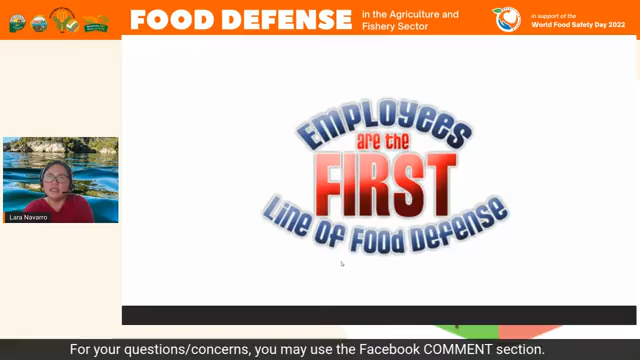 FOOD DEFENSE
in the Agriculture and
Fishery Sector
in support of the
World Food Safety Day 2022
EMPLOYEES
are the
FIRST
Line Of Food Defense
Lara Navarro
For your questions/concerns, you may use the Facebook COMMENT section.